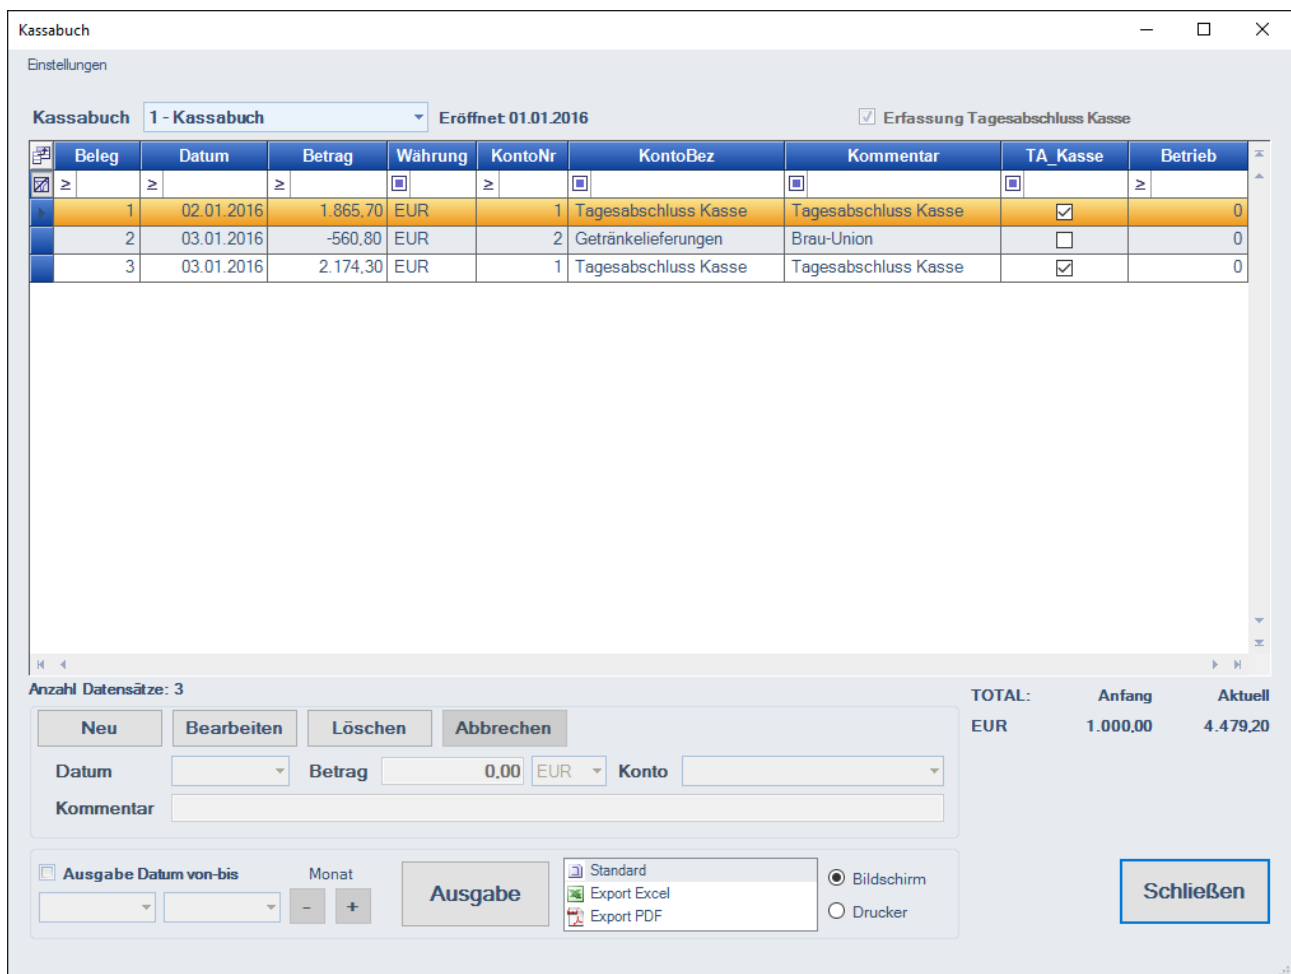 Kassabuch
Einstellungen
Kassabuch 1 - Kassabuch Eröffnet: 01.01.2016 Erfassung Tagesabschluss Kasse
Beleg Datum Betrag Währung KontoNr KontoBez Kommentar TA_Kasse Betrieb
≥ ≥ ≥ ≥ ≥
1 02.01.2016 1.865,70 EUR 1 Tagesabschluss Kasse Tagesabschluss Kasse 0
2 03.01.2016 -560,80 EUR 2 Getränkelieferungen Brau-Union 0
3 03.01.2016 2.174,30 EUR 1 Tagesabschluss Kasse Tagesabschluss Kasse 0
Anzahl Datensätze: 3
TOTAL: Anfang Aktuell
Neu Bearbeiten Löschen Abbrechen
EUR 1.000,00 4.479,20
Datum Betrag 0,00 EUR Konto
Kommentar
Ausgabe Datum von-bis Monat
- +
Ausgabe
Standard
Export Excel
Export PDF
Bildschirm
Drucker
Schließen